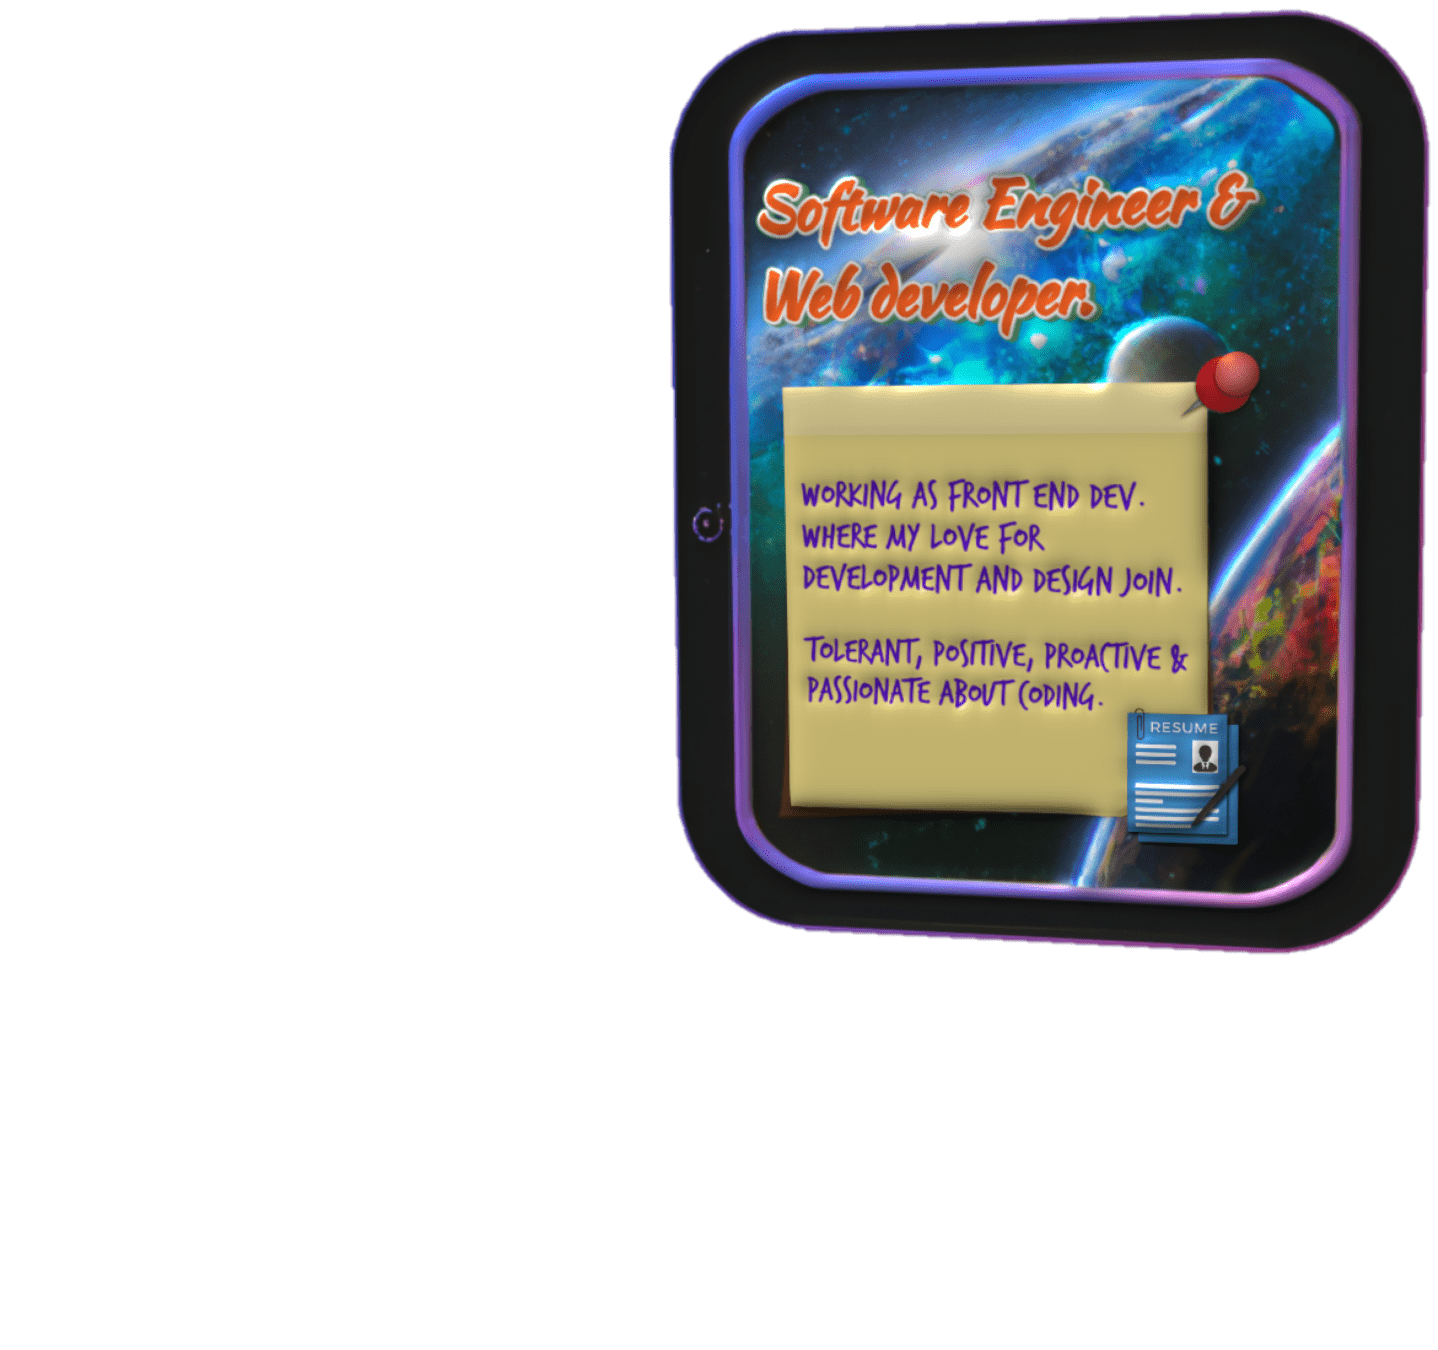 Software Engineer &
Web developer.
WORKING AS FRONT END DEV.
WHERE MY LOVE FOR
DEVELOPMENT AND DESIGN JOIN.
TOLERANT, POSITIVE, PROACTIVE &
PASSIONATE ABOUT CODING.
RESUME